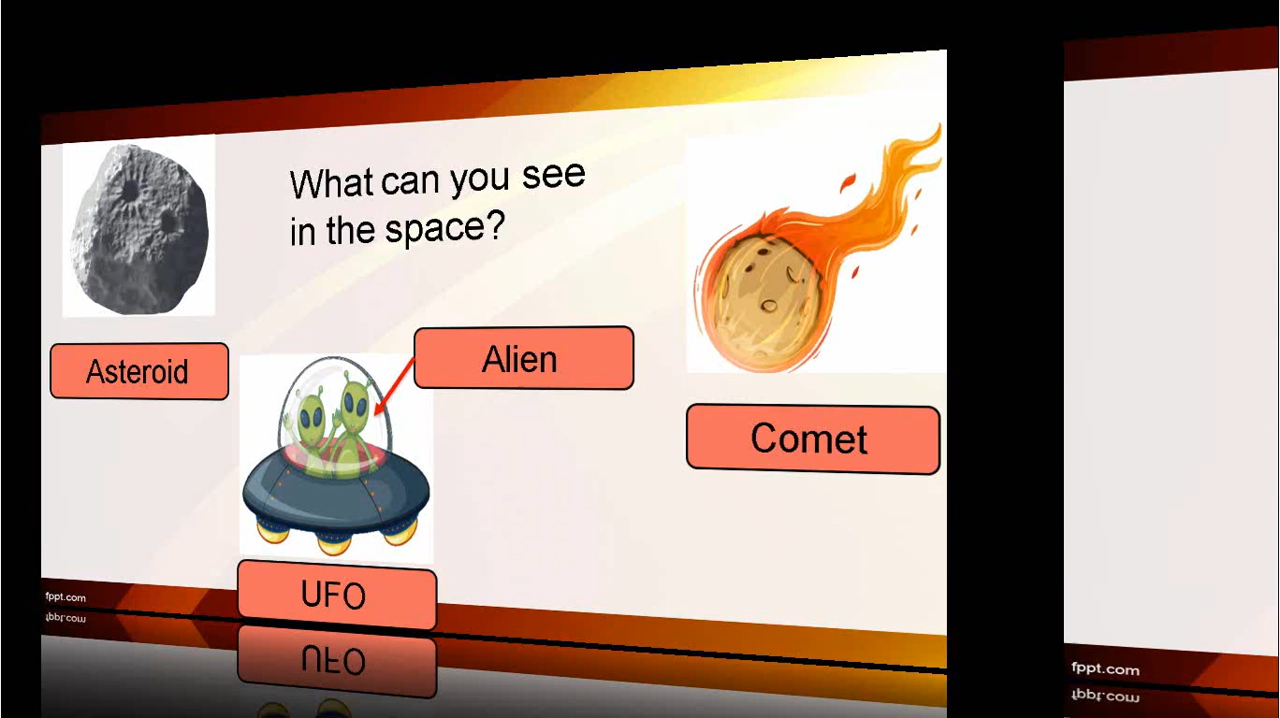 What can you see
in the space?
Asteroid
Alien
Comet
UFO
fppt.com
fppt.com